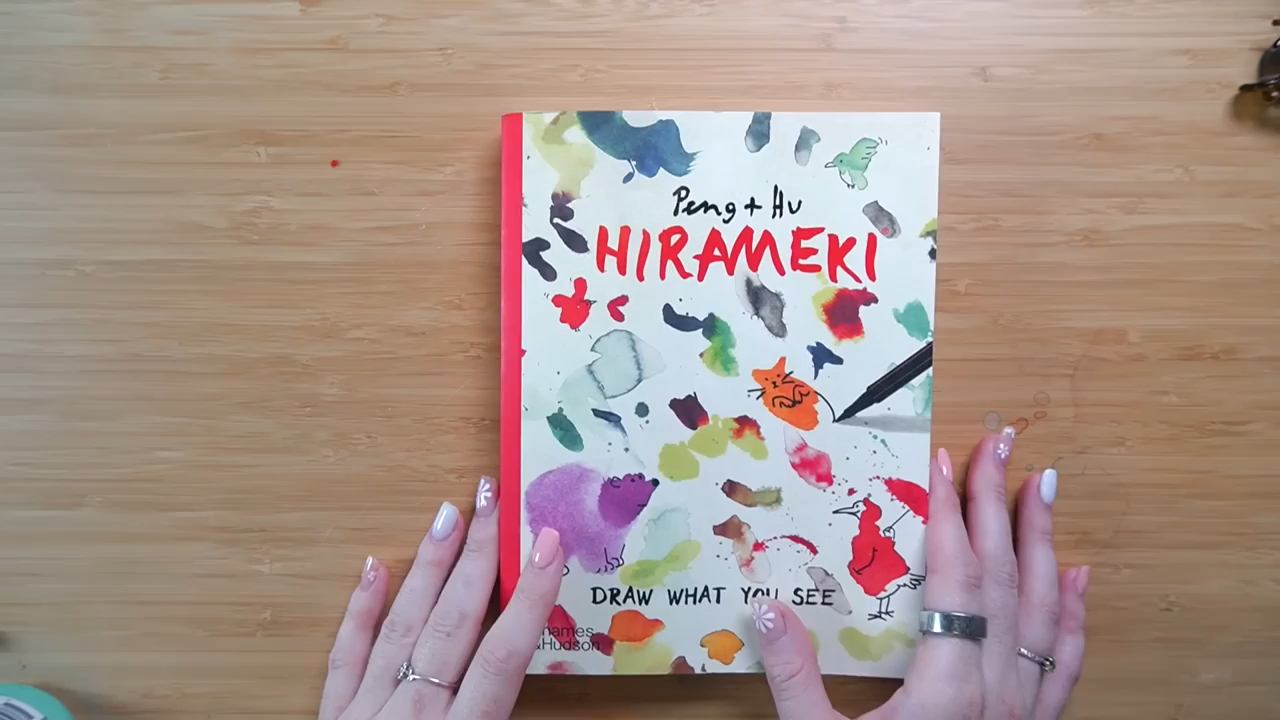 Peng + Hu
HIRAMEKI
DRAW WHAT YOU SEE
Thames
&Hudson